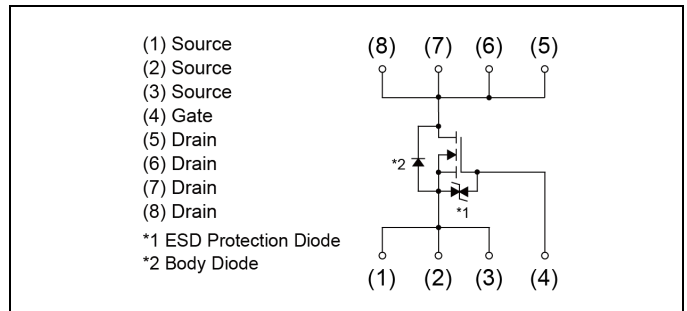 (1) Source
(2) Source
(3) Source
(4) Gate
(5) Drain
(6) Drain
(7) Drain
(8) Drain
*1 ESD Protection Diode
*2 Body Diode
(8) (7) (6) (5)
*2
*1
(1) (2) (3) (4)